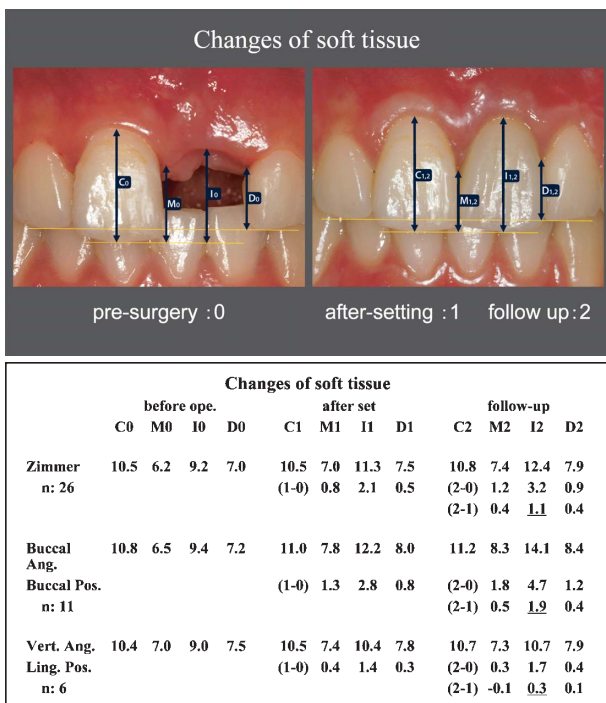 Changes of soft tissue
C0 M0 I0 D0
C1,2 M1,2 I1,2 D1,2
pre-surgery : 0 after-setting : 1 follow up : 2
Changes of soft tissue
before ope. after set follow-up
C0 M0 I0 D0 C1 M1 I1 D1 C2 M2 I2 D2
Zimmer 10.5 6.2 9.2 7.0 10.5 7.0 11.3 7.5 10.8 7.4 12.4 7.9
n: 26 (1-0) 0.8 2.1 0.5 (2-0) 1.2 3.2 0.9
(2-1) 0.4 1.1 0.4
Buccal 10.8 6.5 9.4 7.2 11.0 7.8 12.2 8.0 11.2 8.3 14.1 8.4
Ang.
Buccal Pos. (1-0) 1.3 2.8 0.8 (2-0) 1.8 4.7 1.2
n: 11 (2-1) 0.5 1.9 0.4
Vert. Ang. 10.4 7.0 9.0 7.5 10.5 7.4 10.4 7.8 10.7 7.3 10.7 7.9
Ling. Pos. (1-0) 0.4 1.4 0.3 (2-0) 0.3 1.7 0.4
n: 6 (2-1) -0.1 0.3 0.1